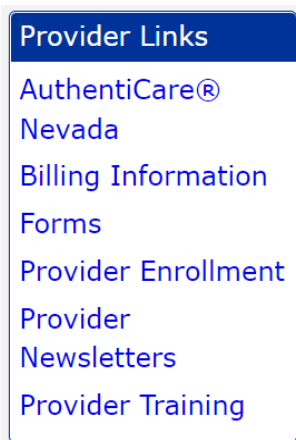 Provider Links
AuthentiCare®
Nevada
Billing Information
Forms
Provider Enrollment
Provider
Newsletters
Provider Training